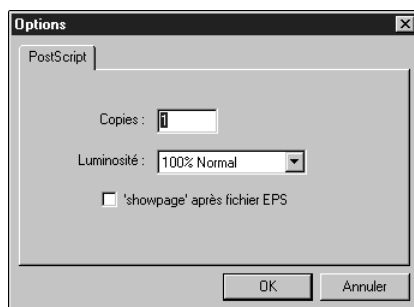 Options
PostScript
Copies : 1
Luminosité : 100% Normal
'showpage' après fichier EPS
OK Annuler